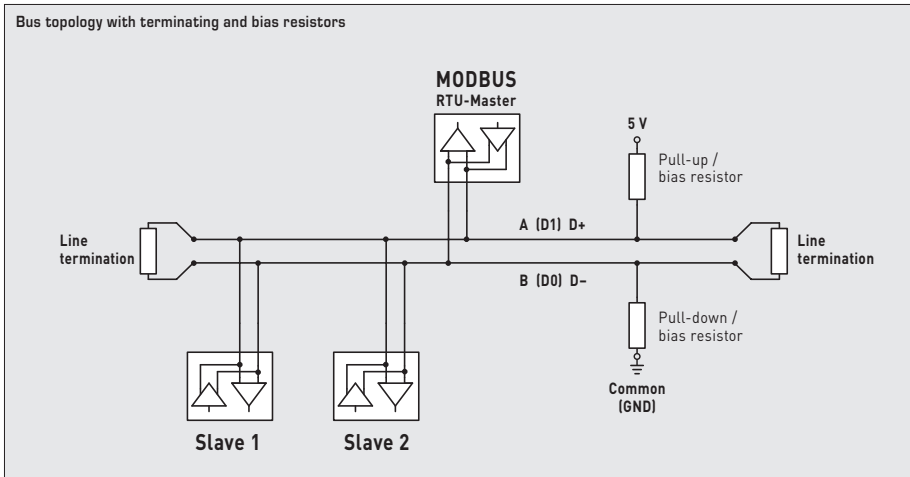 Bus topology with terminating and bias resistors
MODBUS
RTU-Master
5 V
Pull-up /
bias resistor
A (D1) D+
Line
termination
Line
termination
B (D0) D–
Pull-down /
bias resistor
Common
(GND)
Slave 1
Slave 2